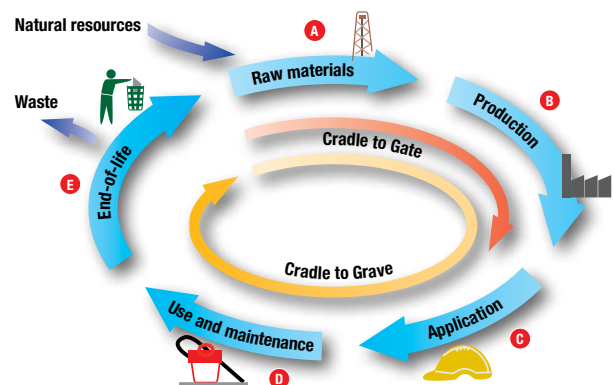 Natural resources
A
Raw materials
B
Production
Waste
Cradle to Gate
E
End-of-life
Cradle to Grave
Use and maintenance
Application
C
D